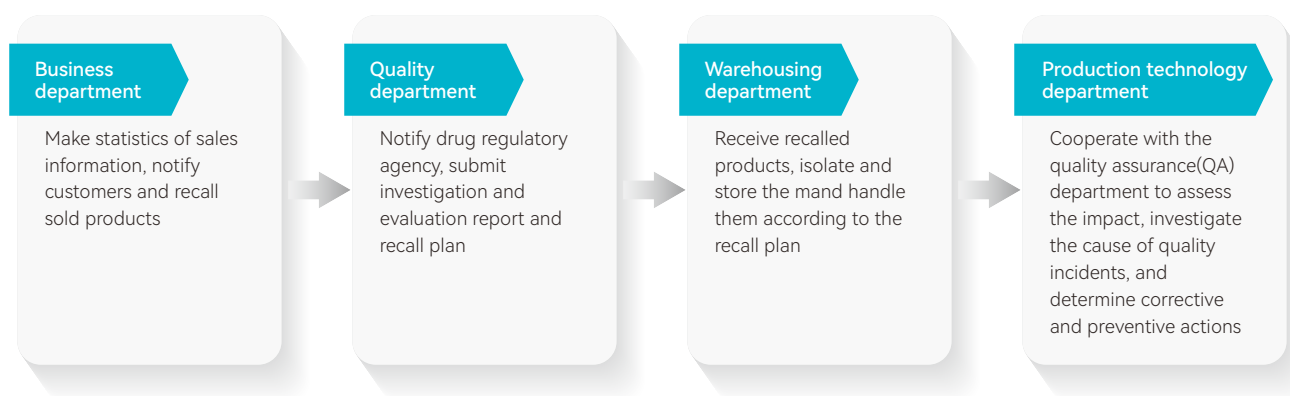 Business
department
Make statistics of sales
information, notify
customers and recall
sold products
Quality
department
Notify drug regulatory
agency, submit
investigation and
evaluation report and
recall plan
Warehousing
department
Receive recalled
products, isolate and
store the mand handle
them according to the
recall plan
Production technology
department
Cooperate with the
quality assurance(QA)
department to assess
the impact, investigate
the cause of quality
incidents, and
determine corrective
and preventive actions